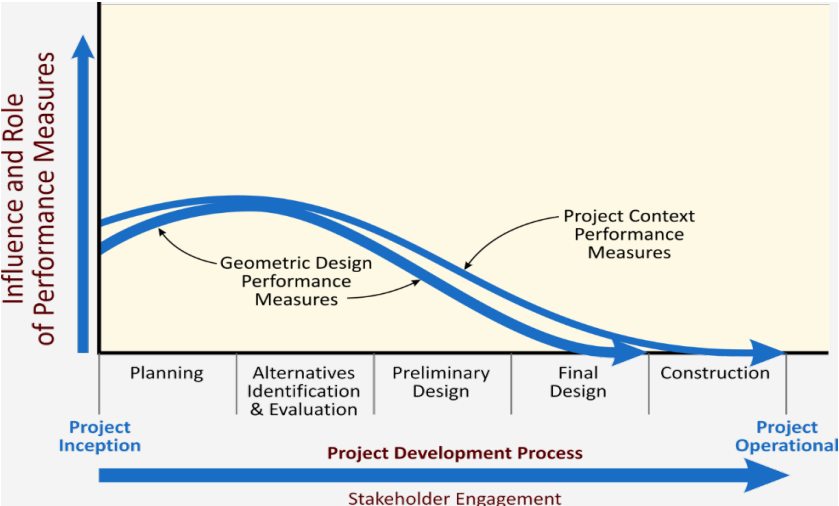 Influence and Role
of Performance Measures
Project Context
Performance
Measures
Geometric Design
Performance
Measures
Planning
Alternatives
Identification
& Evaluation
Preliminary
Design
Final
Design
Construction
Project
Inception
Project
Operational
Project Development Process
Stakeholder Engagement